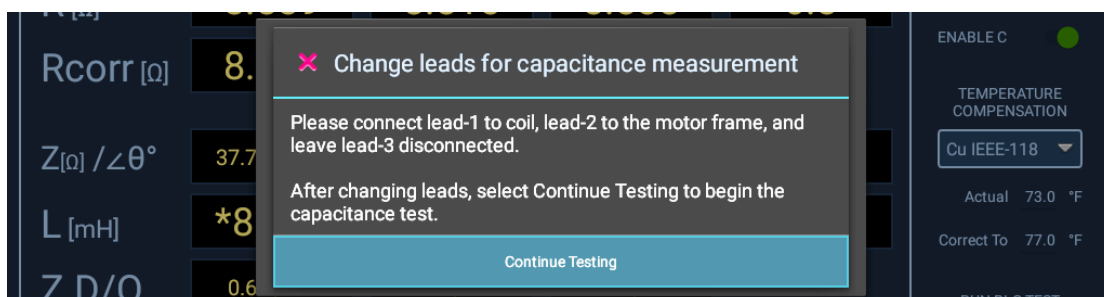 ENABLE C
Rcorr [Ω]
8.
Change leads for capacitance measurement
TEMPERATURE
COMPENSATION
Please connect lead-1 to coil, lead-2 to the motor frame, and
leave lead-3 disconnected.
Cu IEEE-118
Z[Ω] /∠θ°
37.7
After changing leads, select Continue Testing to begin the
capacitance test.
Actual 73.0 °F
L [mH]
*8
Correct To 77.0 °F
Continue Testing
Z D/Q
0.6